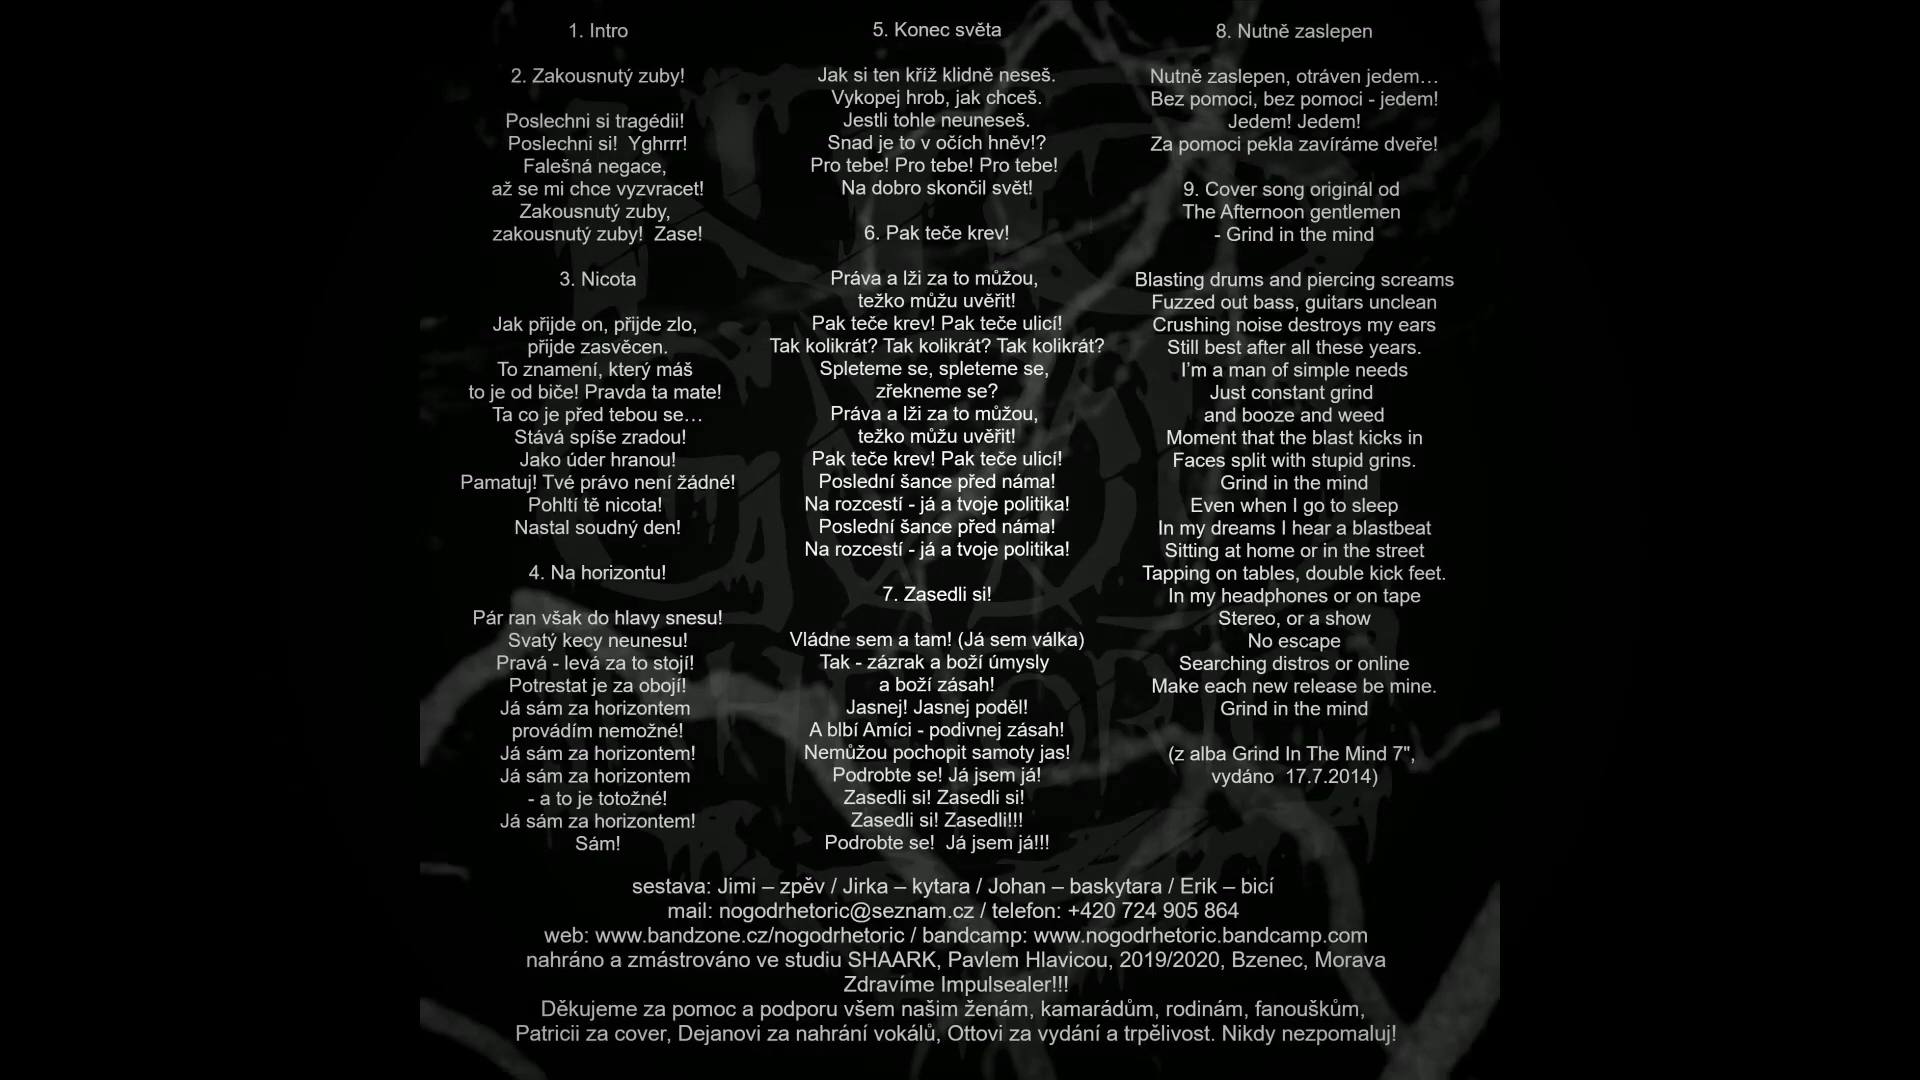 1. Intro
2. Zakousnutý zuby!
Poslechni si tragédii!
Poslechni si!  Yghrrr!
Falešná negace,
až se mi chce vyzvracet!
Zakousnutý zuby,
zakousnutý zuby!  Zase!
3. Nicota
Jak přijde on, přijde zlo,
přijde zasvěcen.
To znamení, který máš
to je od biče! Pravda ta mate!
Ta co je před tebou se…
Stává spíše zradou!
Jako úder hranou!
Pamatuj! Tvé právo není žádné!
Pohltí tě nicota!
Nastal soudný den!
4. Na horizontu!
Pár ran však do hlavy snesu!
Svatý kecy neunesu!
Pravá - levá za to stojí!
Potrestat je za obojí!
Já sám za horizontem
provádím nemožné!
Já sám za horizontem!
Já sám za horizontem
- a to je totožné!
Já sám za horizontem!
Sám!
5. Konec světa
Jak si ten kříž klidně neseš.
Vykopej hrob, jak chceš.
Jestli tohle neuneseš.
Snad je to v očích hněv!?
Pro tebe! Pro tebe! Pro tebe!
Na dobro skončil svět!
6. Pak teče krev!
Práva a lži za to můžou,
težko můžu uvěřit!
Pak teče krev! Pak teče ulicí!
Tak kolikrát? Tak kolikrát? Tak kolikrát?
Spleteme se, spleteme se,
zřekneme se?
Práva a lži za to můžou,
težko můžu uvěřit!
Pak teče krev! Pak teče ulicí!
Poslední šance před náma!
Na rozcestí - já a tvoje politika!
Poslední šance před náma!
Na rozcestí - já a tvoje politika!
7. Zasedli si!
Vládne sem a tam! (Já sem válka)
Tak - zázrak a boží úmysly
a boží zásah!
Jasnej! Jasnej poděl!
A blbí Amíci - podivnej zásah!
Nemůžou pochopit samoty jas!
Podrobte se! Já jsem já!
Zasedli si! Zasedli si!
Zasedli si! Zasedli!!!
Podrobte se!  Já jsem já!!!
8. Nutně zaslepen
Nutně zaslepen, otráven jedem…
Bez pomoci, bez pomoci - jedem!
Jedem! Jedem!
Za pomoci pekla zavíráme dveře!
9. Cover song originál od
The Afternoon gentlemen
- Grind in the mind
Blasting drums and piercing screams
Fuzzed out bass, guitars unclean
Crushing noise destroys my ears
Still best after all these years.
I'm a man of simple needs
Just constant grind
and booze and weed
Moment that the blast kicks in
Faces split with stupid grins.
Grind in the mind
Even when I go to sleep
In my dreams I hear a blastbeat
Sitting at home or in the street
Tapping on tables, double kick feet.
In my headphones or on tape
Stereo, or a show
No escape
Searching distros or online
Make each new release be mine.
Grind in the mind
(z alba Grind In The Mind 7",
vydáno  17.7.2014)
sestava: Jimi – zpěv / Jirka – kytara / Johan – baskytara / Erik – bicí
mail: nogodrhetoric@seznam.cz / telefon: +420 724 905 864
web: www.bandzone.cz/nogodrhetoric / bandcamp: www.nogodrhetoric.bandcamp.com
nahráno a zmástrováno ve studiu SHAARK, Pavlem Hlavicou, 2019/2020, Bzenec, Morava
Zdravíme Impulsealer!!!
Děkujeme za pomoc a podporu všem našim ženám, kamarádům, rodinám, fanouškům,
Patricii za cover, Dejanovi za nahrání vokálů, Ottovi za vydání a trpělivost. Nikdy nezpomaluj!